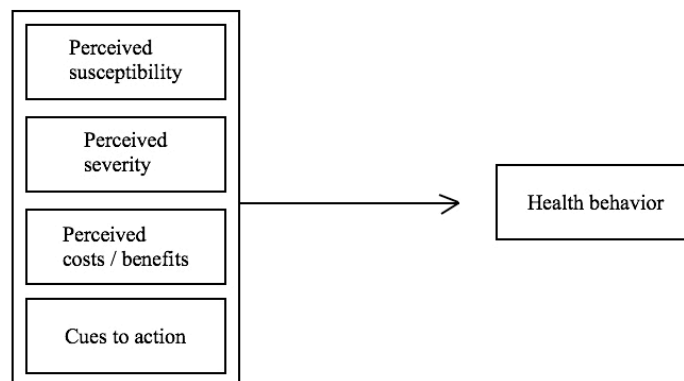 Perceived
susceptibility
Perceived
severity
Perceived
costs / benefits
Cues to action
Health behavior